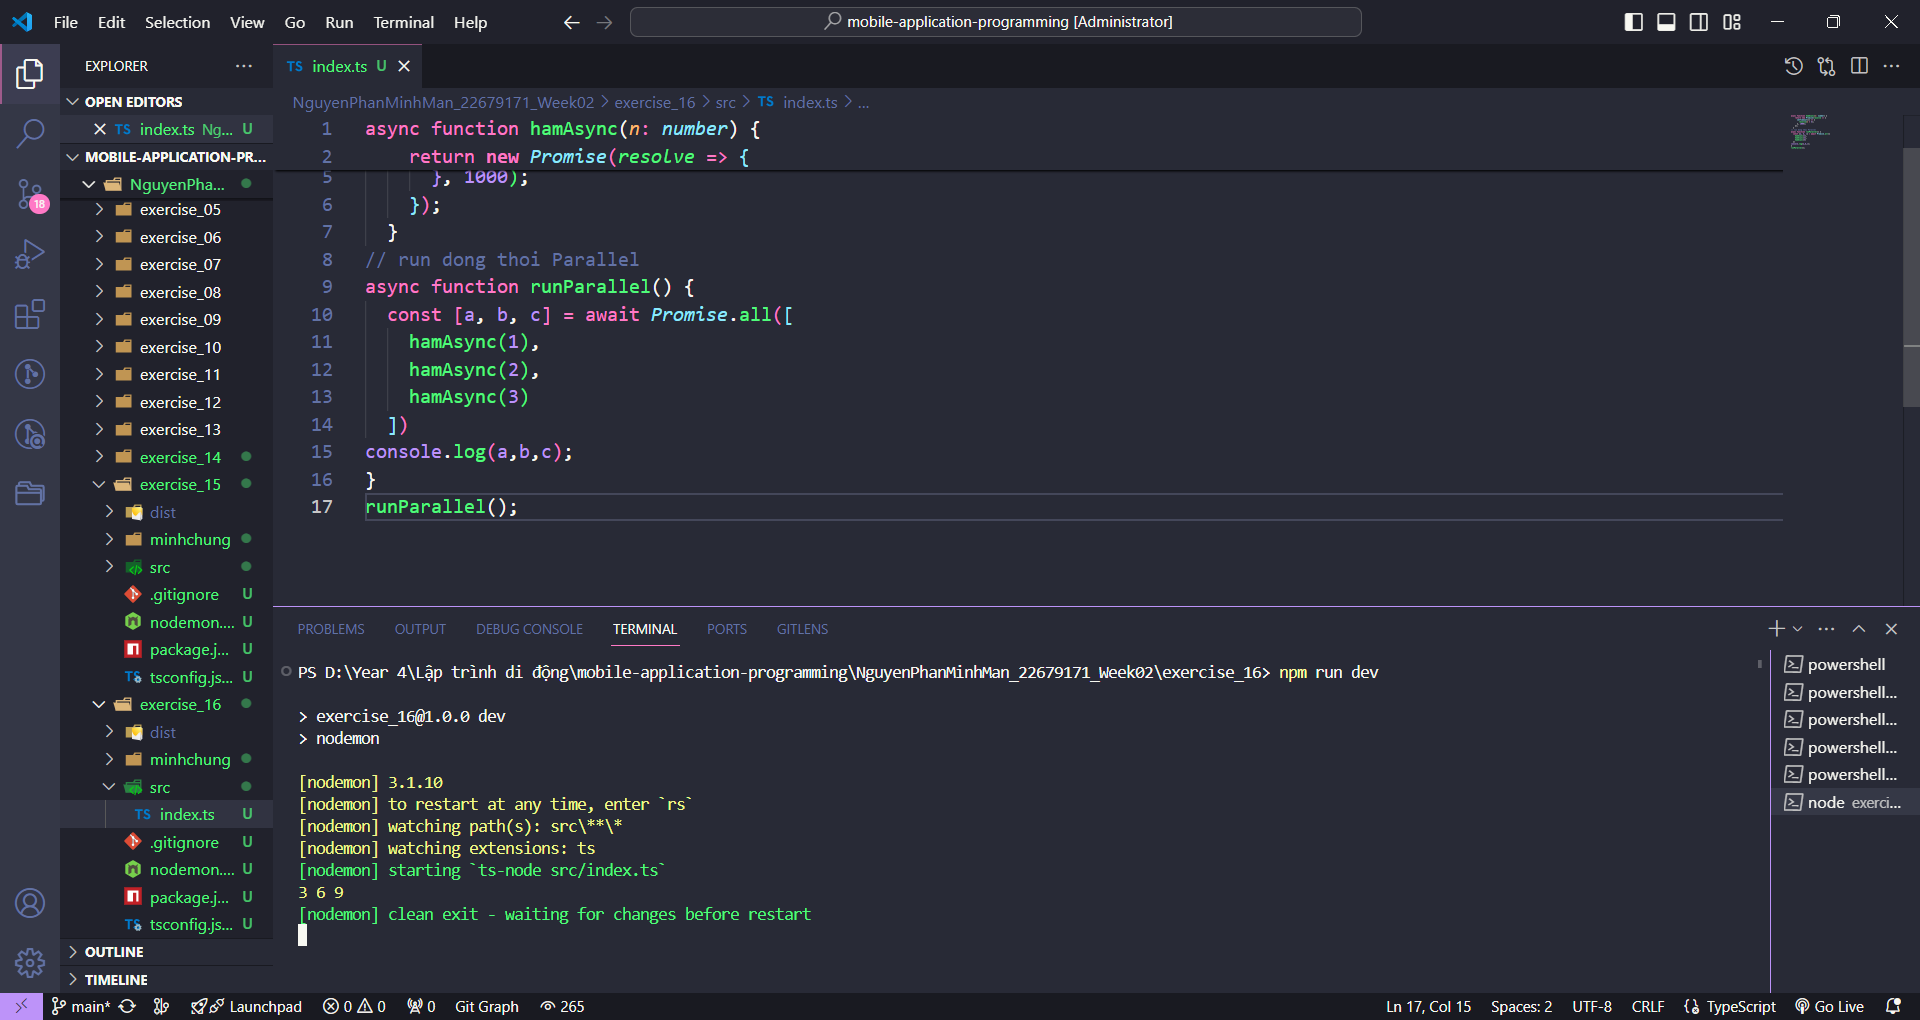 File Edit Selection View Go Run Terminal Help
mobile-application-programming [Administrator]
EXPLORER
OPEN EDITORS
TS index.ts Ng... U
MOBILE-APPLICATION-PR...
NguyenPha...
exercise_05
exercise_06
exercise_07
exercise_08
exercise_09
exercise_10
exercise_11
exercise_12
exercise_13
exercise_14
exercise_15
dist
minhchung
src
.gitignore U
nodemon.... U
package.j... U
tsconfig.js... U
exercise_16
dist
minhchung
src
TS index.ts U
.gitignore U
nodemon.... U
package.j... U
tsconfig.js... U
OUTLINE
TIMELINE
18
TS index.ts U
NguyenPhanMinhMan_22679171_Week02 > exercise_16 > src > TS index.ts > ...
1 async function hamAsync(n: number) {
2 return new Promise(resolve => {
5 }, 1000);
6 });
7 }
8 // run dong thoi Parallel
9 async function runParallel() {
10 const [a, b, c] = await Promise.all([
11 hamAsync(1),
12 hamAsync(2),
13 hamAsync(3)
14 ])
15 console.log(a,b,c);
16 }
17 runParallel();
PROBLEMS OUTPUT DEBUG CONSOLE TERMINAL PORTS GITLENS
PS D:\Year 4\Lập trình di động\mobile-application-programming\NguyenPhanMinhMan_22679171_Week02\exercise_16> npm run dev
> exercise_16@1.0.0 dev
> nodemon
[nodemon] 3.1.10
[nodemon] to restart at any time, enter `rs`
[nodemon] watching path(s): src\**\*
[nodemon] watching extensions: ts
[nodemon] starting `ts-node src/index.ts`
3 6 9
[nodemon] clean exit - waiting for changes before restart
powershell
powershell...
powershell...
powershell...
powershell...
node exerci...
main* Launchpad 0 0 0 Git Graph 265 Ln 17, Col 15 Spaces: 2 UTF-8 CRLF {} TypeScript Go Live